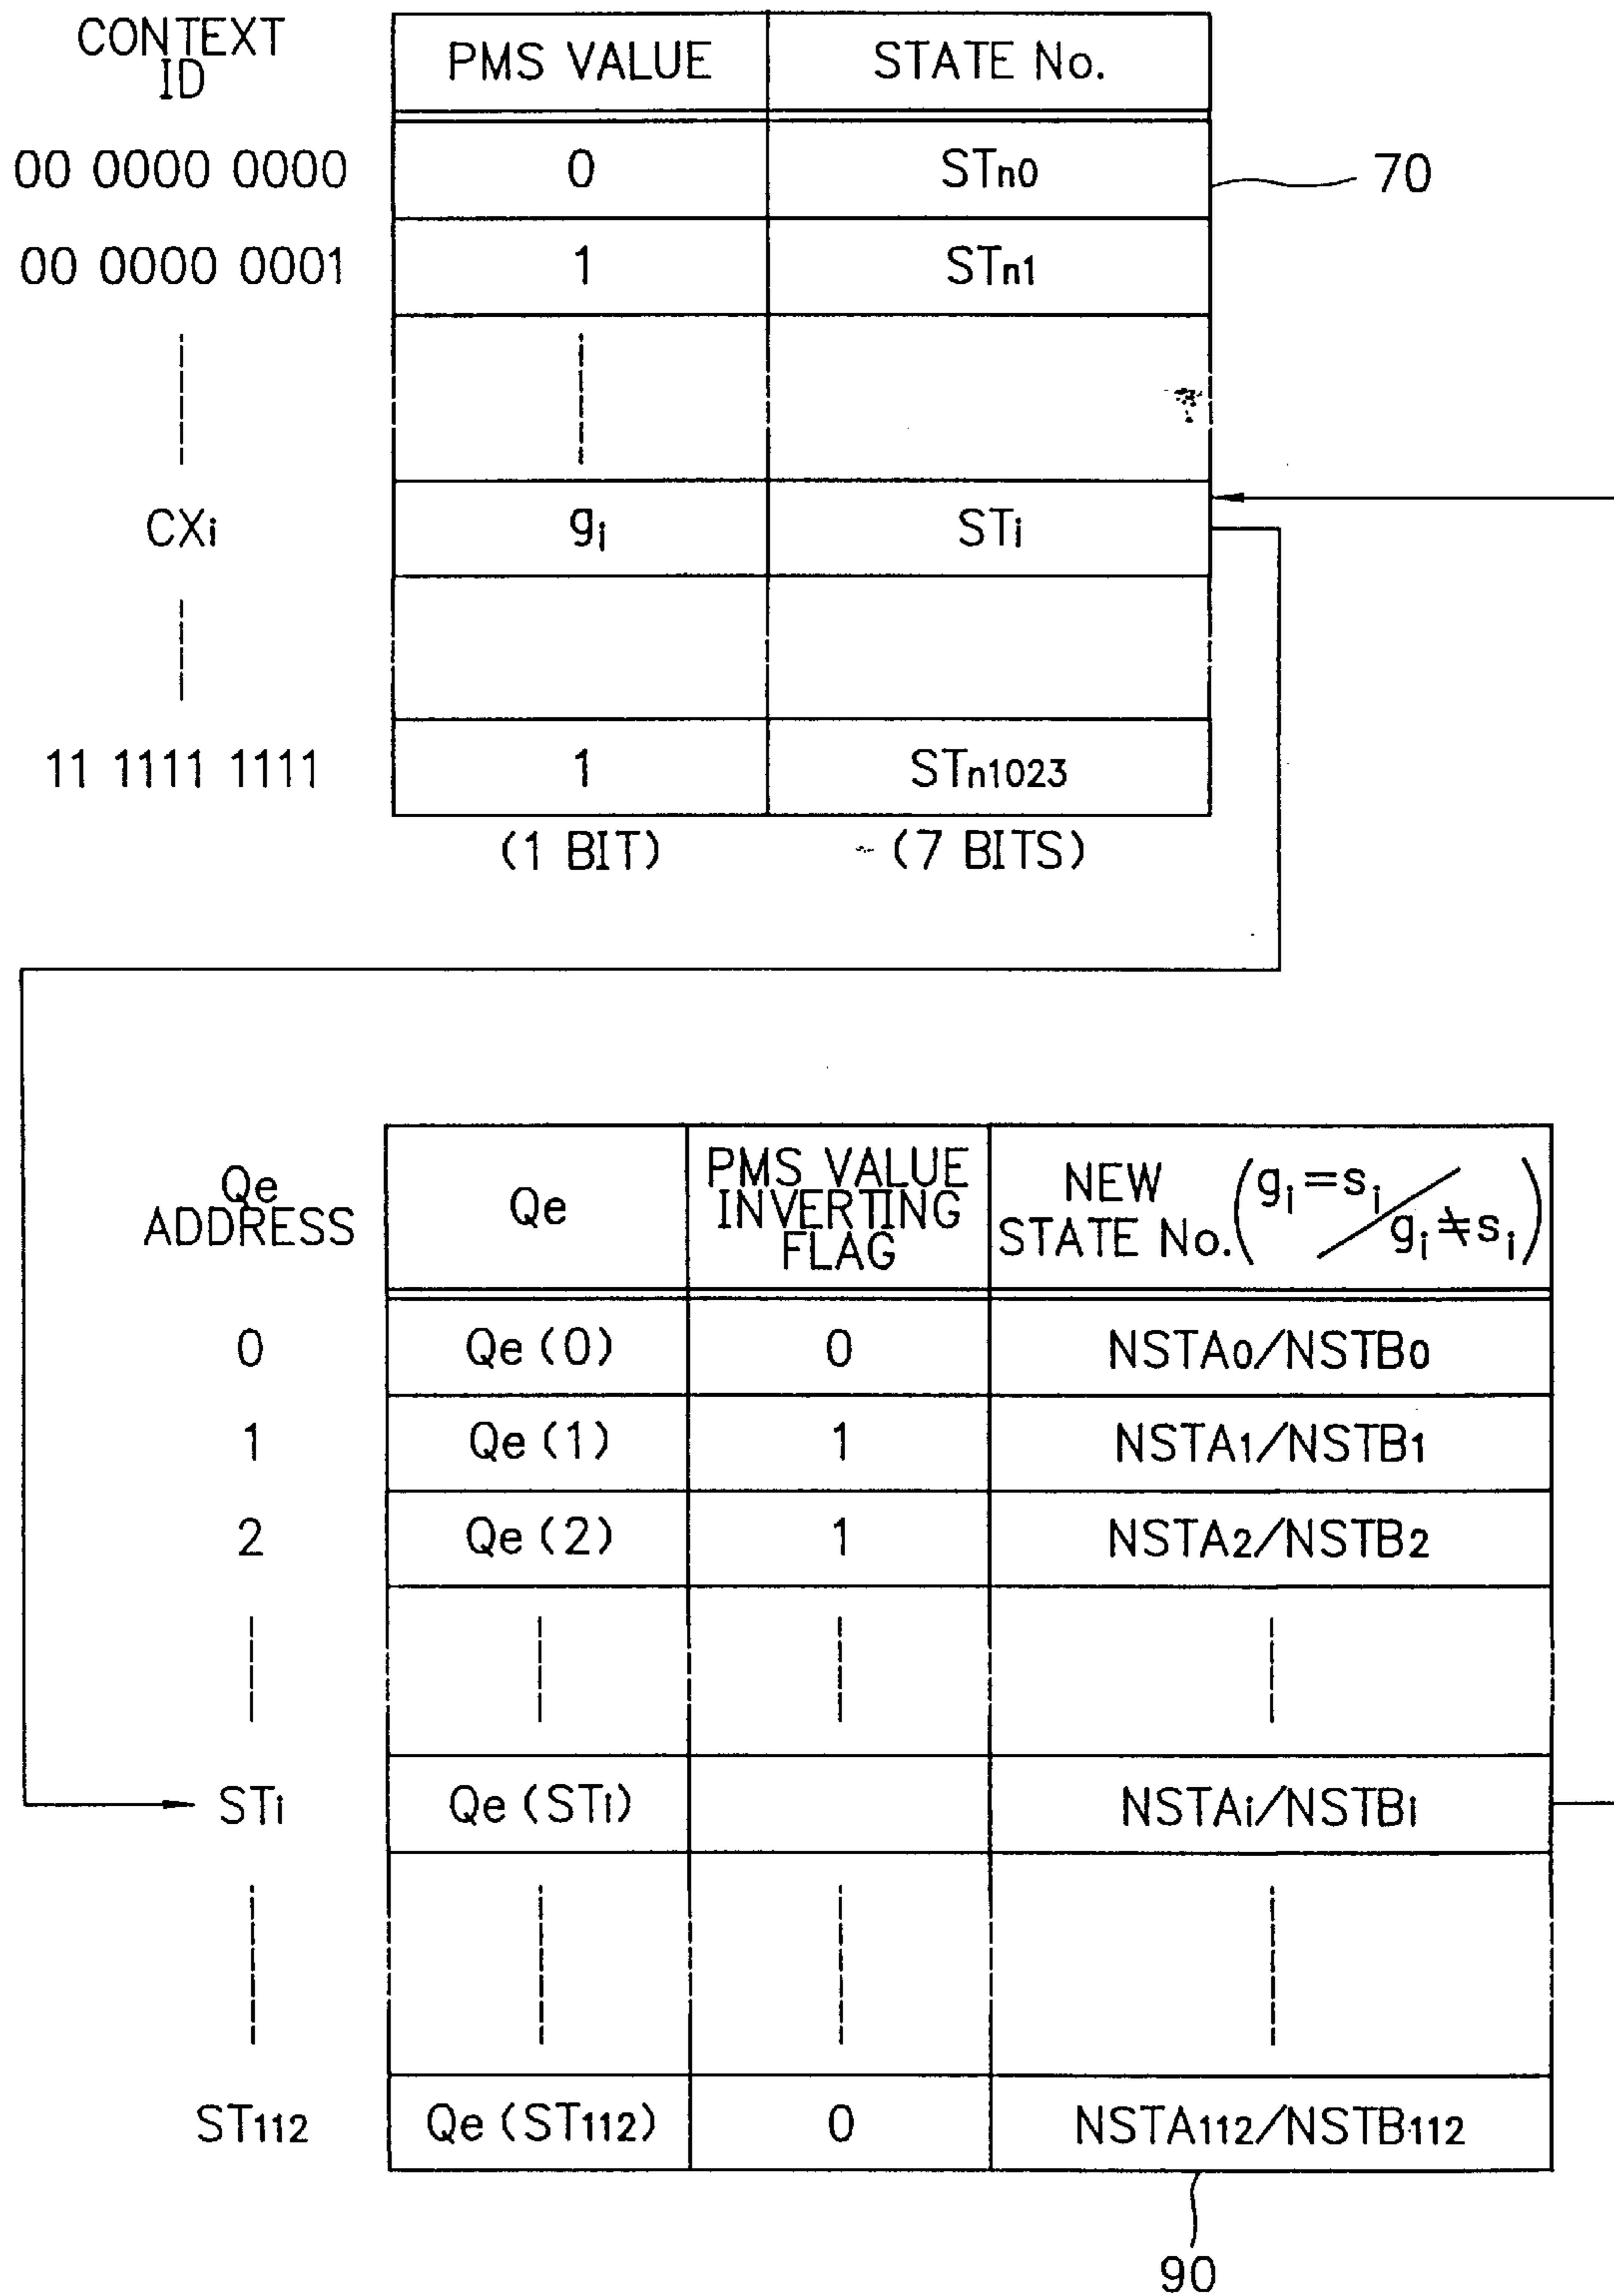 CONTEXT
ID
PMS VALUE STATE No.
00 0000 0000 0 STn0 70
00 0000 0001 1 STn1
CXi gi STi
11 1111 1111 1 STn1023
(1 BIT) (7 BITS)
Qe
ADDRESS
Qe
PMS VALUE
INVERTING
FLAG
NEW
STATE No. (gi=si / gi≠si)
0 Qe (0) 0 NSTA0/NSTB0
1 Qe (1) 1 NSTA1/NSTB1
2 Qe (2) 1 NSTA2/NSTB2
STi Qe (STi) NSTAi/NSTBi
ST112 Qe (ST112) 0 NSTA112/NSTB112
90